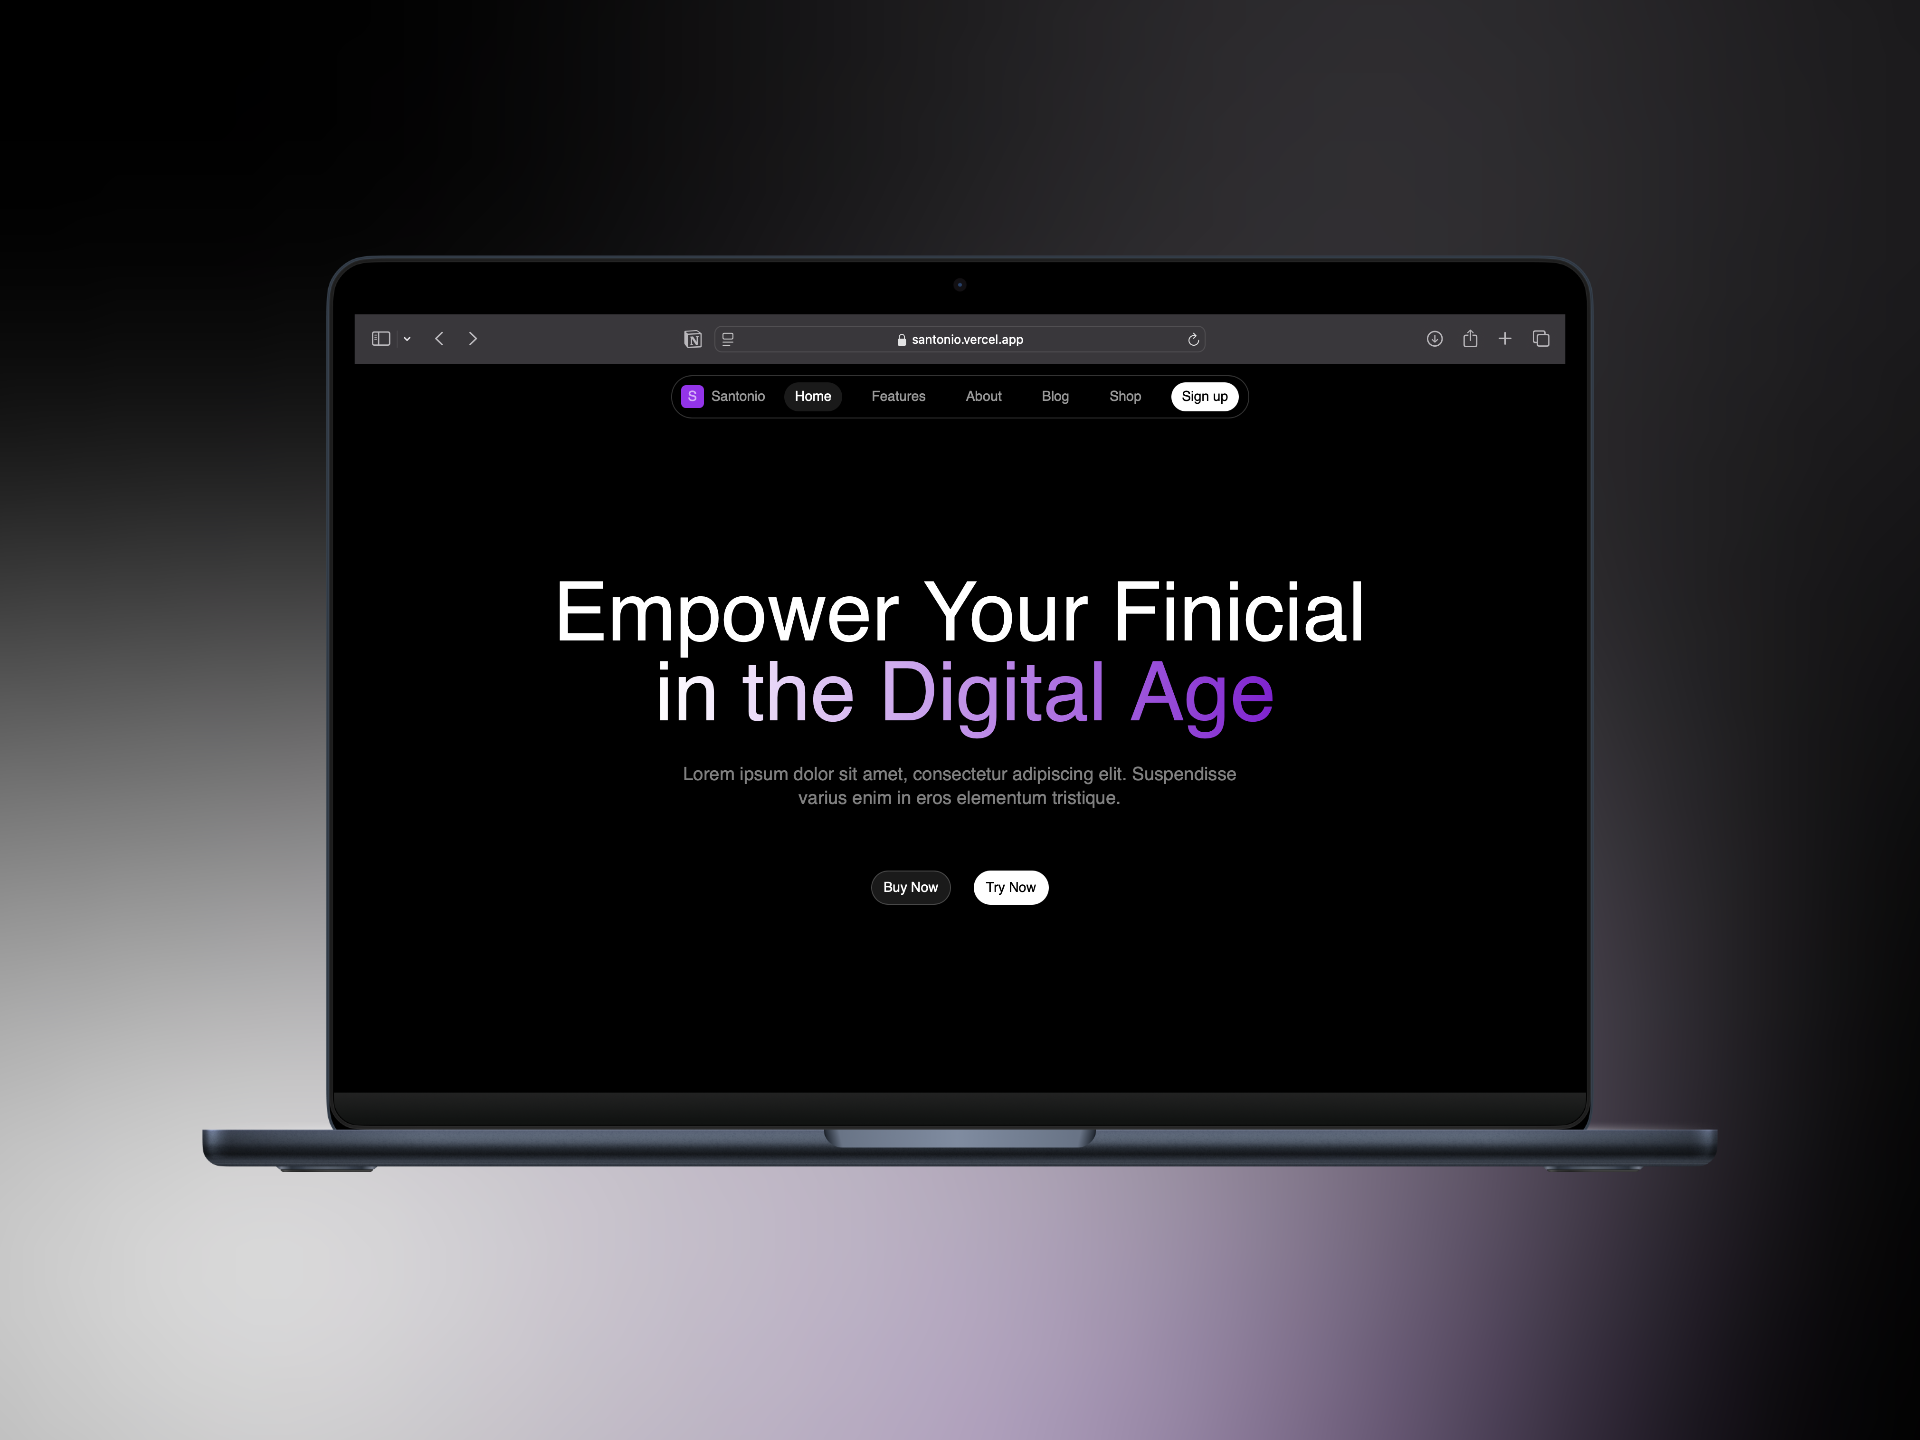 santonio.vercel.app
S Santonio Home Features About Blog Shop Sign up
Empower Your Finicial
in the Digital Age
Lorem ipsum dolor sit amet, consectetur adipiscing elit. Suspendisse
varius enim in eros elementum tristique.
Buy Now Try Now